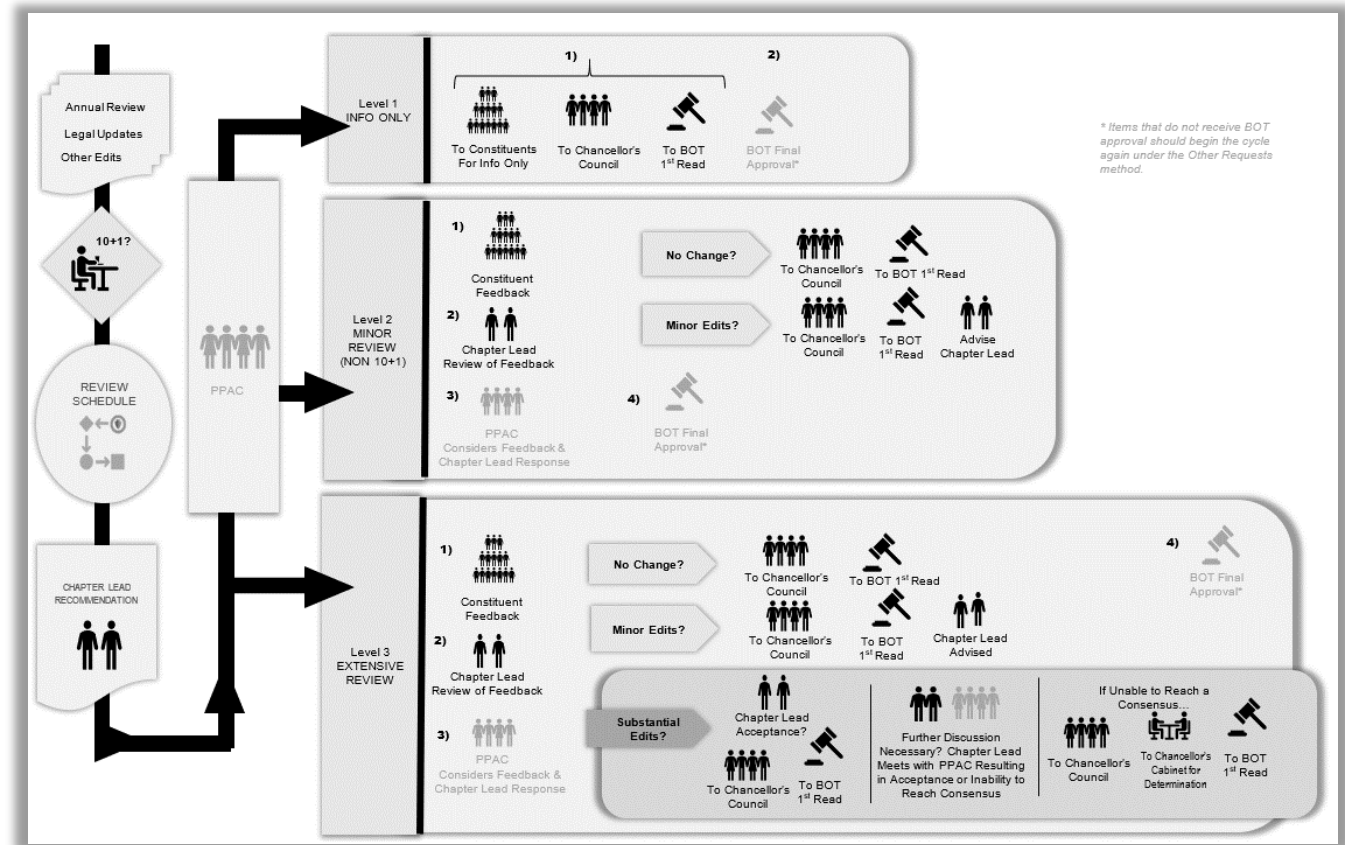 Annual Review
Legal Updates
Other Edits
10+1?
REVIEW
SCHEDULE
CHAPTER LEAD
RECOMMENDATION
PPAC
Level 1
INFO ONLY
1)
To Constituents
For Info Only
To Chancellor's
Council
To BOT
1st Read
2)
BOT Final
Approval*
* Items that do not receive BOT
approval should begin the cycle
again under the Other Requests
method.
Level 2
MINOR
REVIEW
(NON 10+1)
1)
Constituent
Feedback
2)
Chapter Lead
Review of Feedback
3)
PPAC
Considers Feedback &
Chapter Lead Response
No Change?
To Chancellor's
Council
To BOT 1st Read
Minor Edits?
To Chancellor's
Council
To BOT
1st Read
Advise
Chapter Lead
4)
BOT Final
Approval*
Level 3
EXTENSIVE
REVIEW
1)
Constituent
Feedback
2)
Chapter Lead
Review of Feedback
3)
PPAC
Considers Feedback &
Chapter Lead Response
No Change?
To Chancellor's
Council
To BOT 1st Read
4)
BOT Final
Approval*
Minor Edits?
To Chancellor's
Council
To BOT
1st Read
Chapter Lead
Advised
Substantial
Edits?
Chapter Lead
Acceptance?
To Chancellor's
Council
To BOT
1st Read
Further Discussion
Necessary? Chapter Lead
Meets with PPAC Resulting
in Acceptance or Inability to
Reach Consensus
If Unable to Reach a
Consensus...
To Chancellor's
Council
To Chancellor's
Cabinet for
Determination
To BOT
1st Read